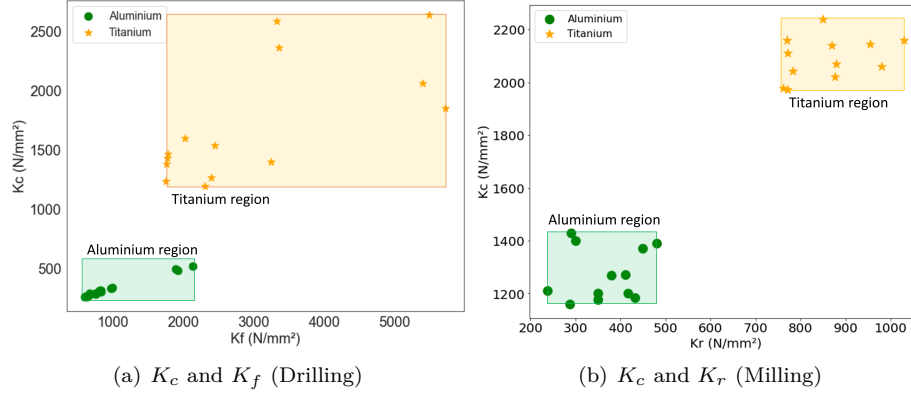 Aluminium
Titanium
2500
2000
1500
1000
500
Kc (N/mm²)
Titanium region
Aluminium region
1000 2000 3000 4000 5000
Kf (N/mm²)
(a) Kc and Kf (Drilling)
Aluminium
Titanium
2200
2000
1800
1600
1400
1200
Kc (N/mm²)
Titanium region
Aluminium region
200 300 400 500 600 700 800 900 1000
Kr (N/mm²)
(b) Kc and Kr (Milling)